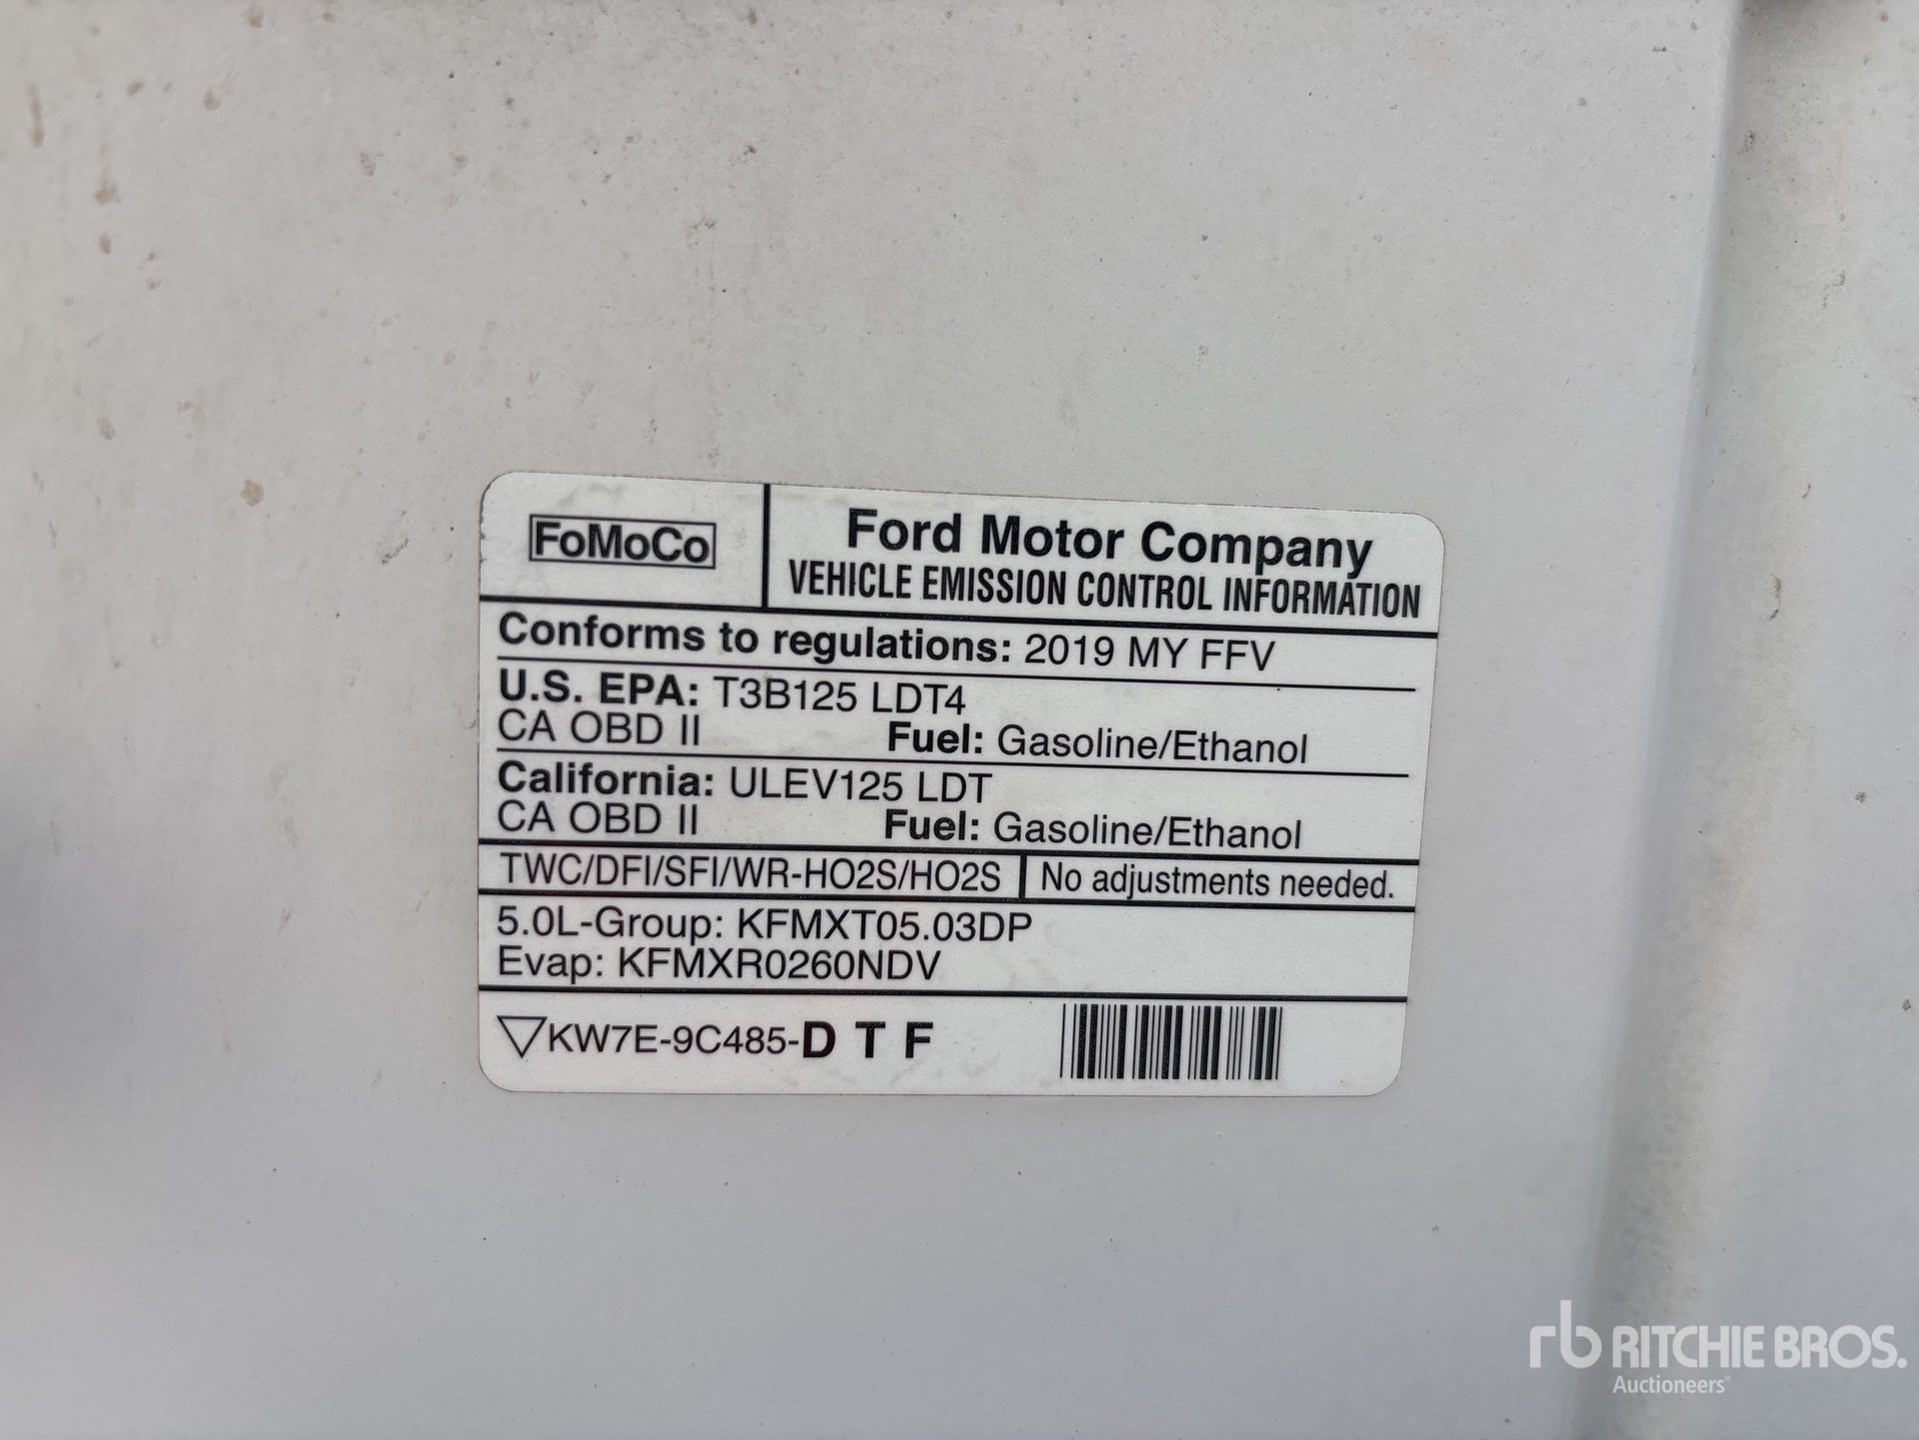 FoMoCo
Ford Motor Company
VEHICLE EMISSION CONTROL INFORMATION
Conforms to regulations: 2019 MY FFV
U.S. EPA: T3B125 LDT4
CA OBD II Fuel: Gasoline/Ethanol
California: ULEV125 LDT
CA OBD II Fuel: Gasoline/Ethanol
TWC/DFI/SFI/WR-HO2S/HO2S No adjustments needed.
5.0L-Group: KFMXT05.03DP
Evap: KFMXR0260NDV
▽KW7E-9C485-D T F
rb RITCHIE BROS.
Auctioneers